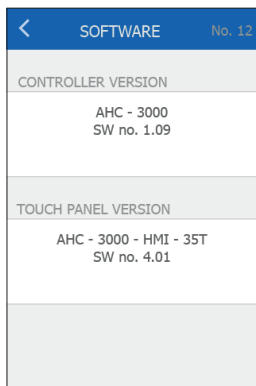 SOFTWARE No. 12
CONTROLLER VERSION
AHC - 3000
SW no. 1.09
TOUCH PANEL VERSION
AHC - 3000 - HMI - 35T
SW no. 4.01